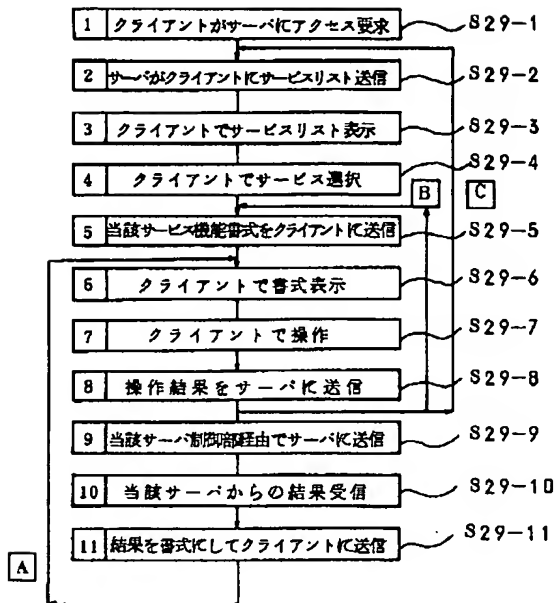 1 クライアントがサーバにアクセス要求 S29-1
2 サーバがクライアントにサービスリスト送信 S29-2
3 クライアントでサービスリスト表示 S29-3
4 クライアントでサービス選択 S29-4
B C
5 当該サービス機能書式をクライアントに送信 S29-5
6 クライアントで書式表示 S29-6
7 クライアントで操作 S29-7
8 操作結果をサーバに送信 S29-8
9 当該サーバ制御部経由でサーバに送信 S29-9
10 当該サーバからの結果受信 S29-10
11 結果を書式にしてクライアントに送信 S29-11
A